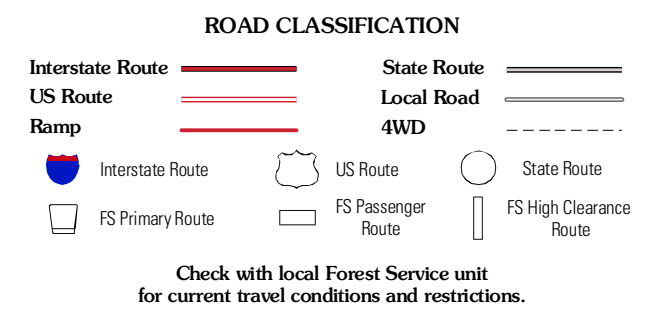 ROAD CLASSIFICATION
Interstate Route
State Route
US Route
Local Road
Ramp
4WD
Interstate Route
US Route
State Route
FS Primary Route
FS Passenger
Route
FS High Clearance
Route
Check with local Forest Service unit
for current travel conditions and restrictions.